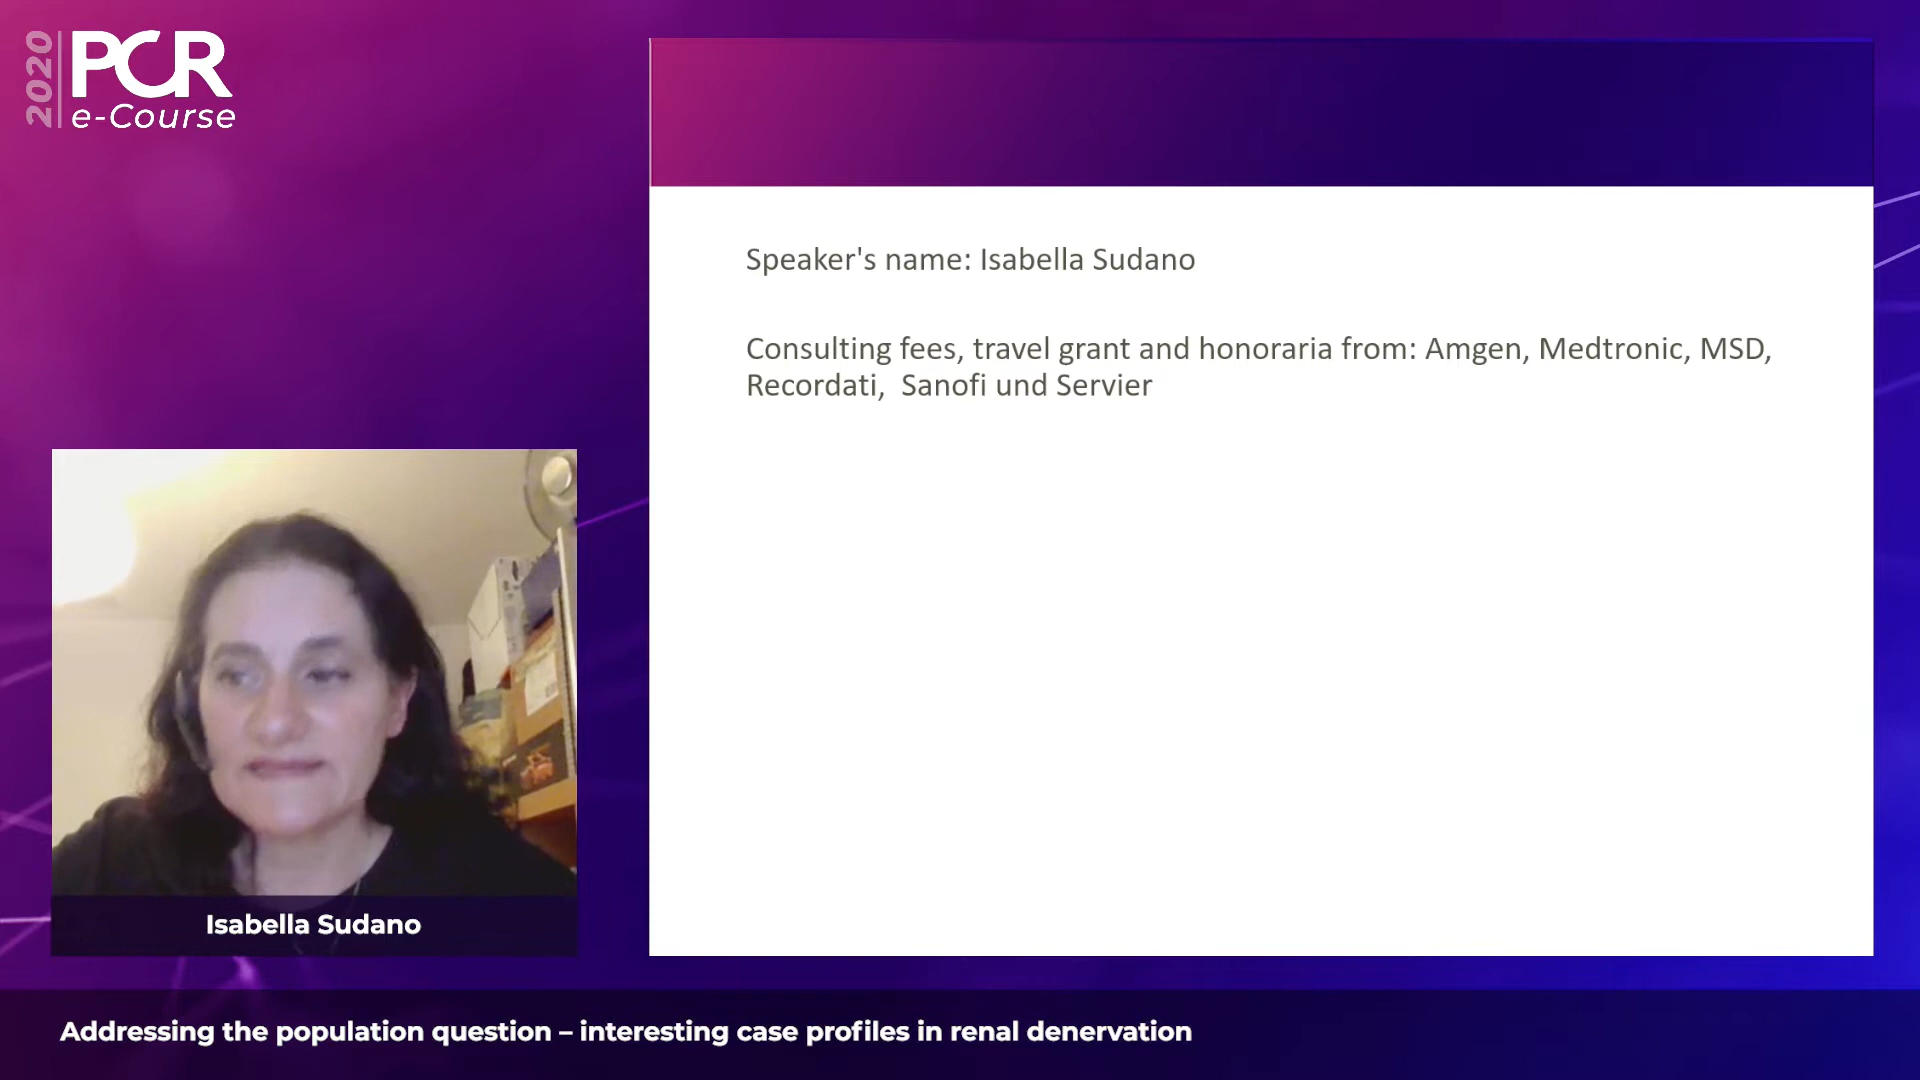 2020
PCR
e-Course
Speaker's name: Isabella Sudano
Consulting fees, travel grant and honoraria from: Amgen, Medtronic, MSD,
Recordati,  Sanofi und Servier
Isabella Sudano
Addressing the population question – interesting case profiles in renal denervation